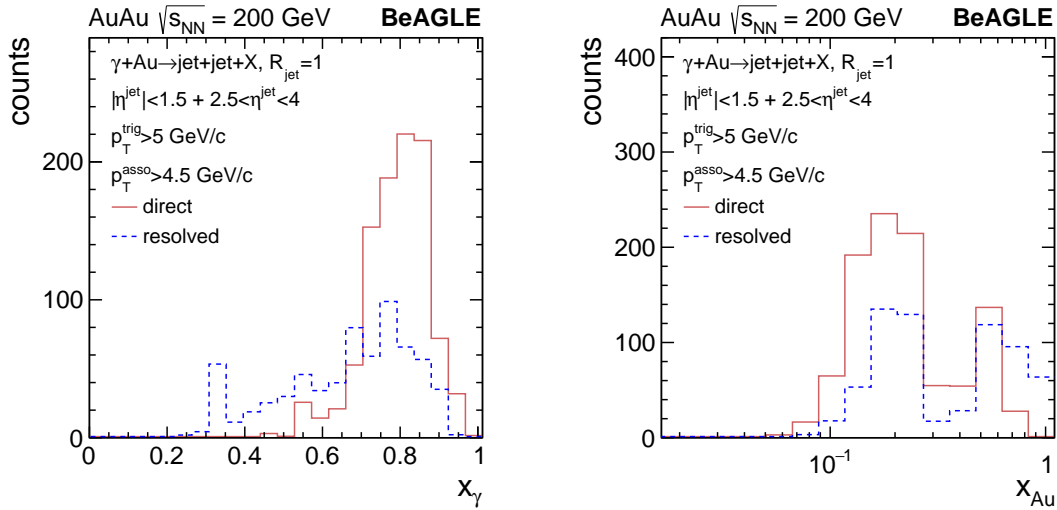 AuAu √s_NN = 200 GeV BeAGLE
counts
γ+Au→jet+jet+X, R_jet=1
|η^jet|<1.5 + 2.5<η^jet<4
p_T^trig>5 GeV/c
p_T^asso>4.5 GeV/c
direct
resolved
200
100
0
0 0.2 0.4 0.6 0.8 1
x_γ
AuAu √s_NN = 200 GeV BeAGLE
counts
γ+Au→jet+jet+X, R_jet=1
|η^jet|<1.5 + 2.5<η^jet<4
p_T^trig>5 GeV/c
p_T^asso>4.5 GeV/c
direct
resolved
400
300
200
100
0
10^−1 1
x_Au